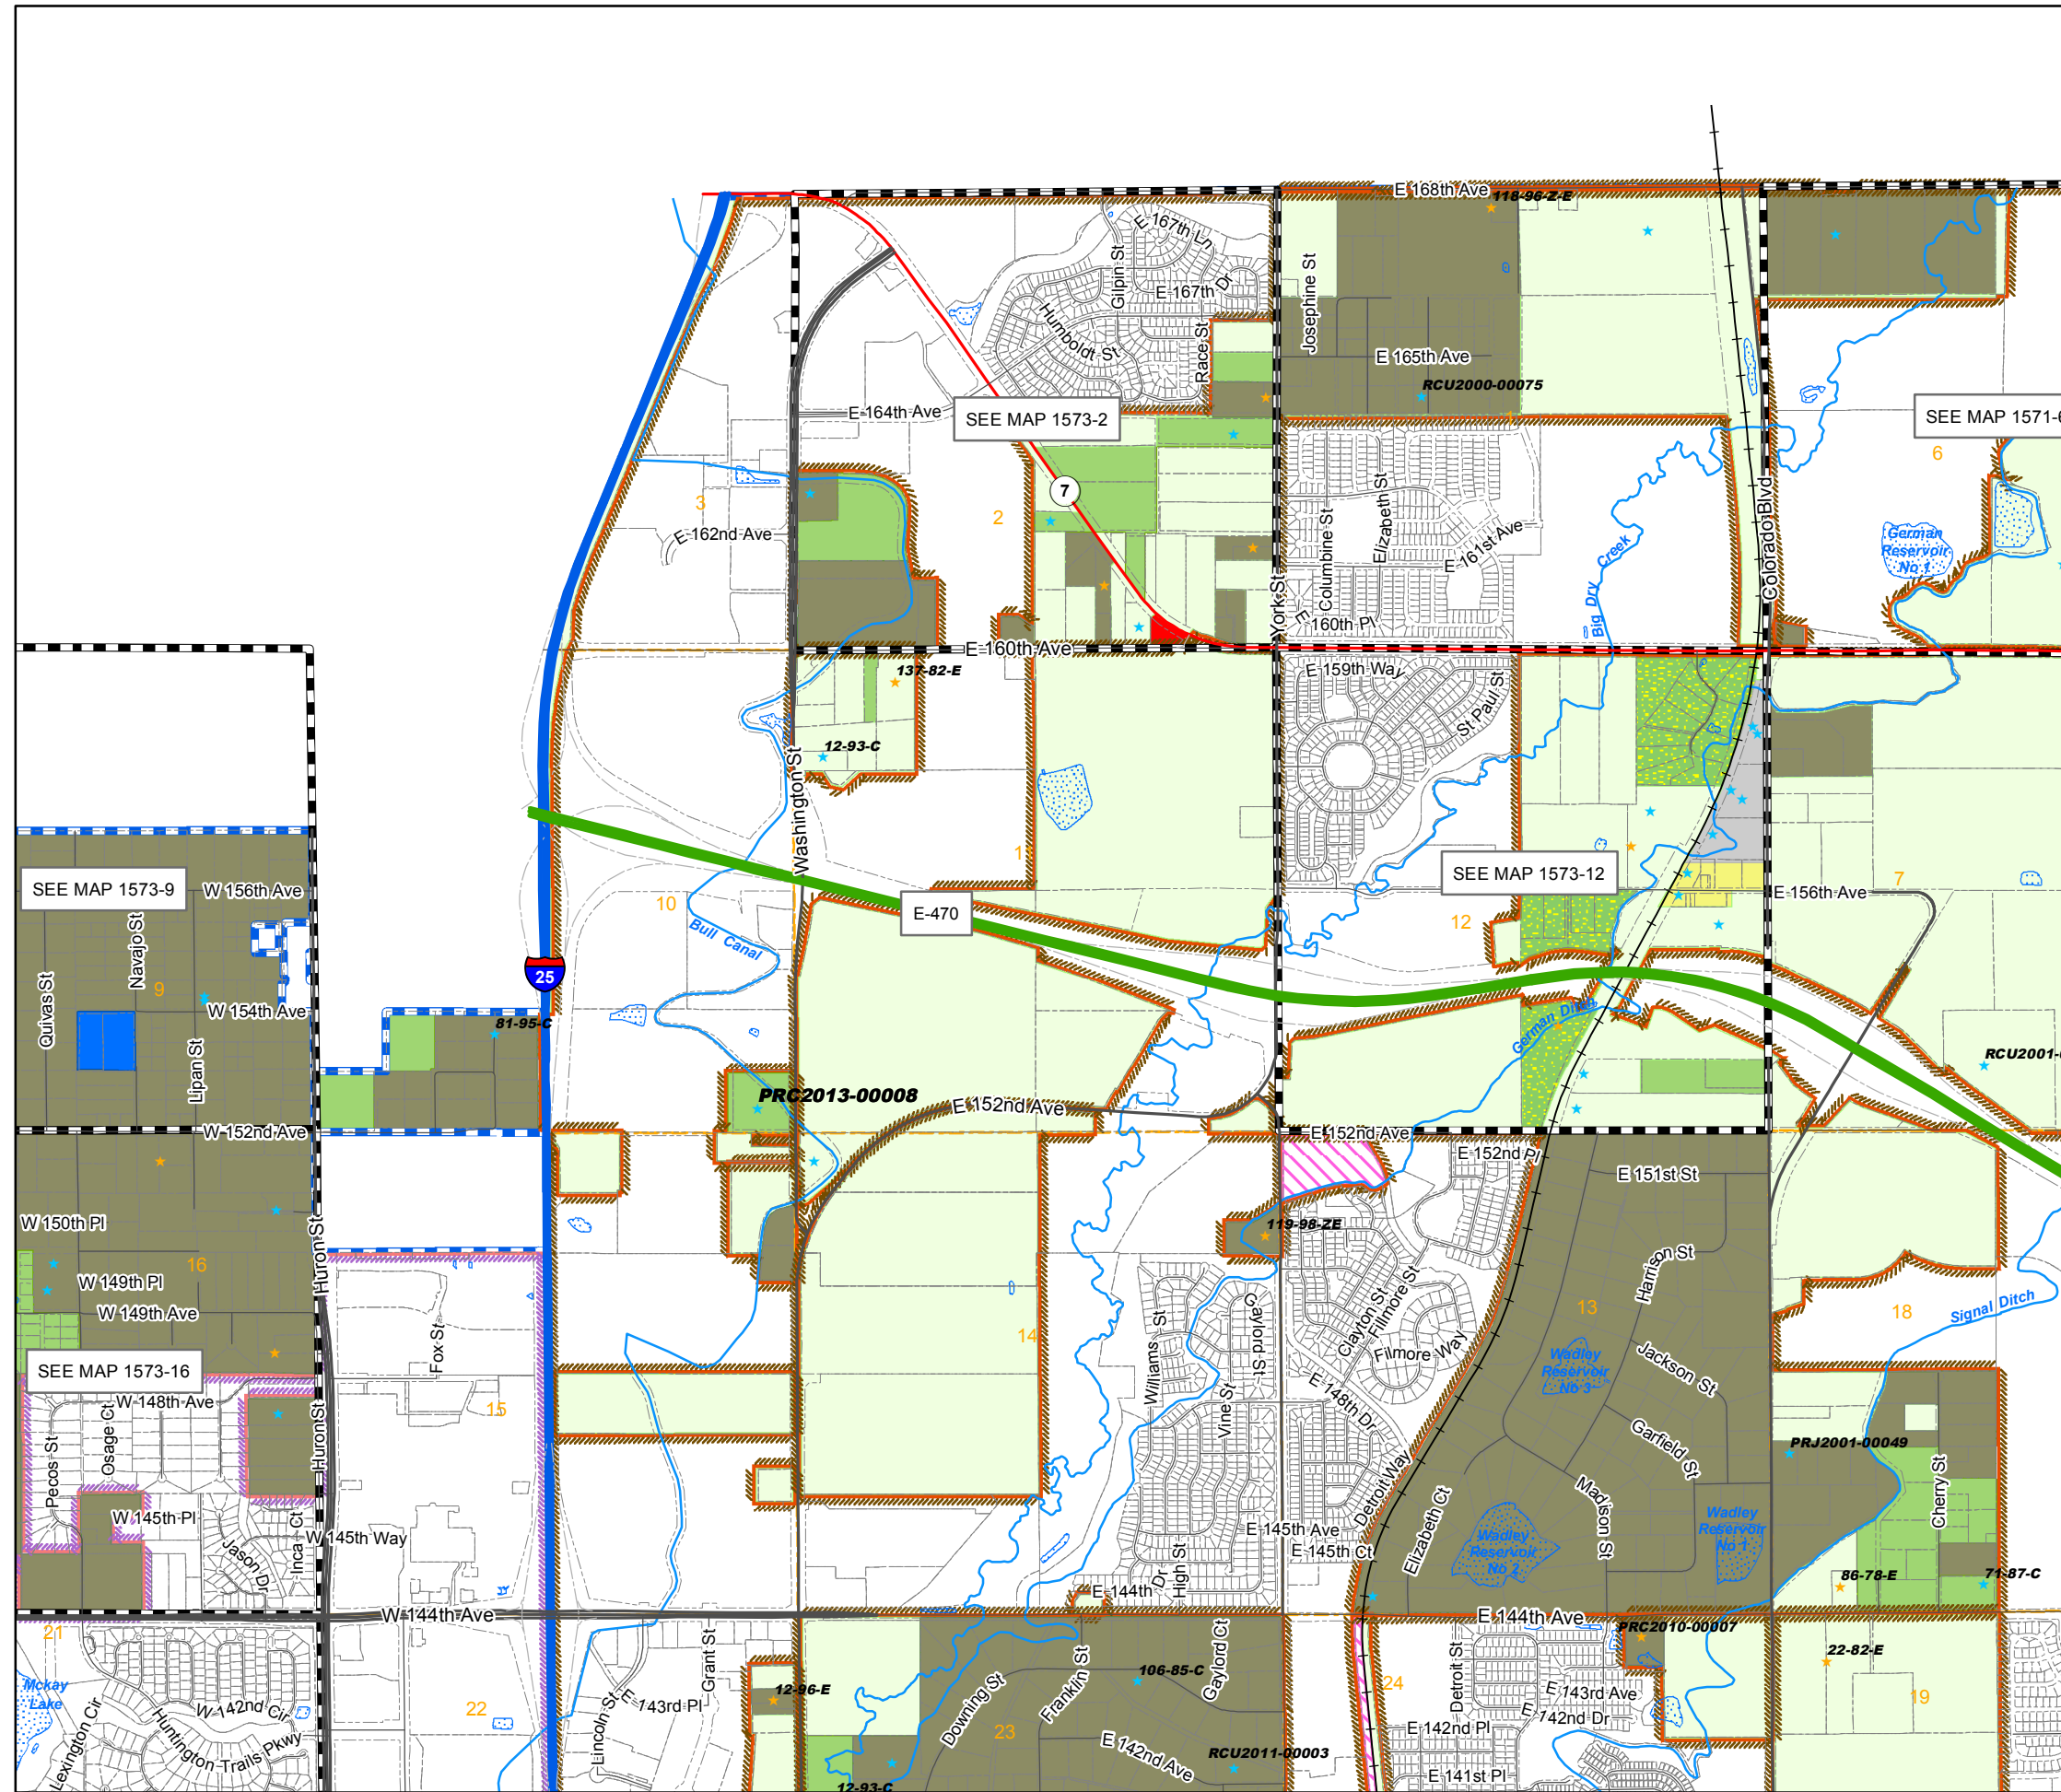 E 168th Ave
118-96-Z-E
E 167th Ln
Gilpin St
E 167th Dr
Josephine St
Humboldt St
Race St
E 165th Ave
RCU2000-00075
E 164th Ave
SEE MAP 1573-2
SEE MAP 1571-6
1
6
7
3
2
E 162nd Ave
Columbine St
Elizabeth St
E 161st Ave
Big Dry Creek
Colorado Blvd
German
Reservoir
No 1
York St
E 160th Pl
E 160th Ave
137-82-E
E 159th Way
St Paul St
12-93-C
Washington St
11
SEE MAP 1573-9
W 156th Ave
SEE MAP 1573-12
E 156th Ave
7
Navajo St
10
E-470
12
Bull Canal
25
Quivas St
9
W 154th Ave
81-95-C
German Ditch
Lipan St
RCU2001-
PRC2013-00008
E 152nd Ave
W 152nd Ave
E 152nd Ave
E 152nd Pl
E 151st St
W 150th Pl
119-98-ZE
Huron St
16
W 149th Pl
W 149th Ave
Harrison St
Clayton St
Fillmore St
Filmore Way
Gaylord St
Williams St
13
18
Signal Ditch
Fox St
14
Wadley
Reservoir
No 3
Jackson St
SEE MAP 1573-16
W 148th Ave
E 148th Dr
15
Vine St
Osage Ct
Pecos St
Huron St
Garfield St
PRJ2001-00049
Detroit Way
Cherry St
W 145th Pl
W 145th Way
Jason Dr
Inca Ct
E 145th Ave
E 145th Ct
Elizabeth Ct
Madison St
Wadley
Reservoir
No 2
Wadley
Reservoir
No 1
High St
E 144th Dr
86-78-E
71-87-C
W 144th Ave
E 144th Ave
PRC2010-00007
21
22-82-E
Grant St
Gaylord Ct
Detroit St
106-85-C
Franklin St
Downing St
24
Mckay
Lake
12-96-E
E 143rd Pl
E 143rd Ave
19
W 142nd Cir
22
Lincoln St
23
E 142nd Dr
E 142nd Pl
Lexington Cir
Huntington Trails Pkwy
E 142nd Ave
RCU2011-00003
E 141st Pl
12-93-C